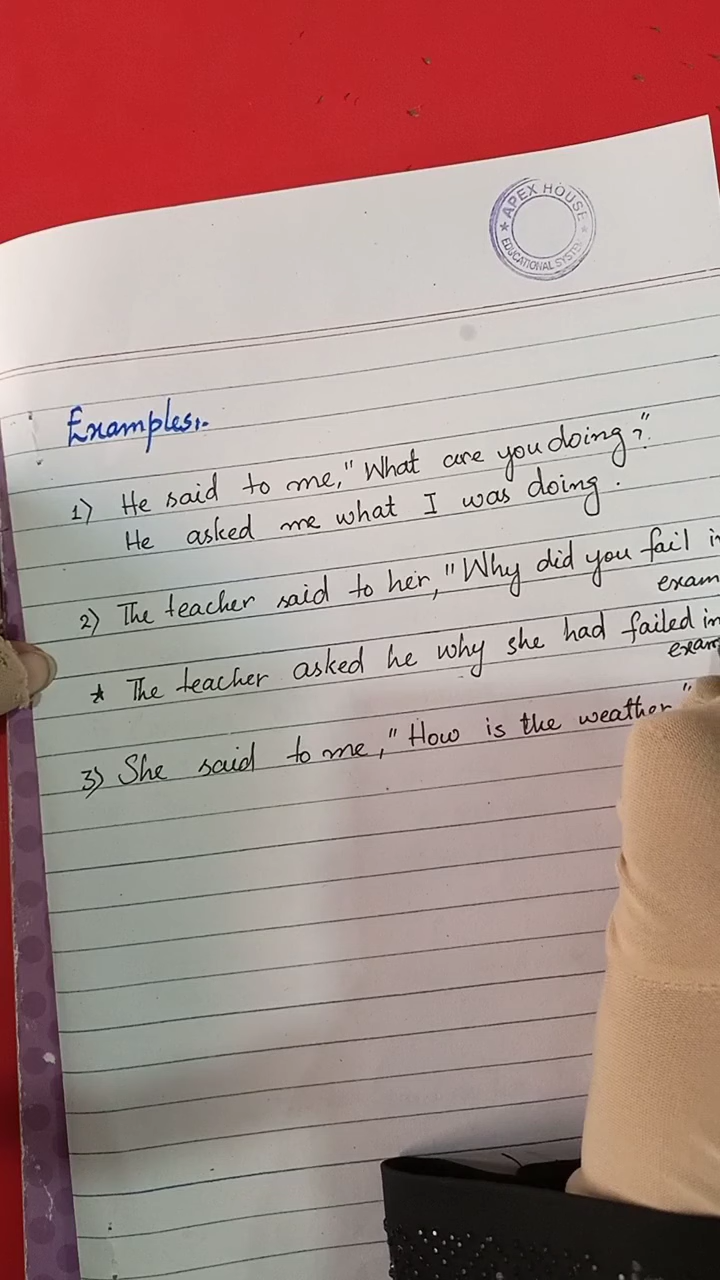 APEX HOUSE
EDUCATIONAL SYSTEM
Examples:-
1) He said to me," What are you doing?"
He asked me what I was doing.
2) The teacher said to her, "Why did you fail in
exam
* The teacher asked he why she had failed in
exam
3) She said to me," How is the weather"